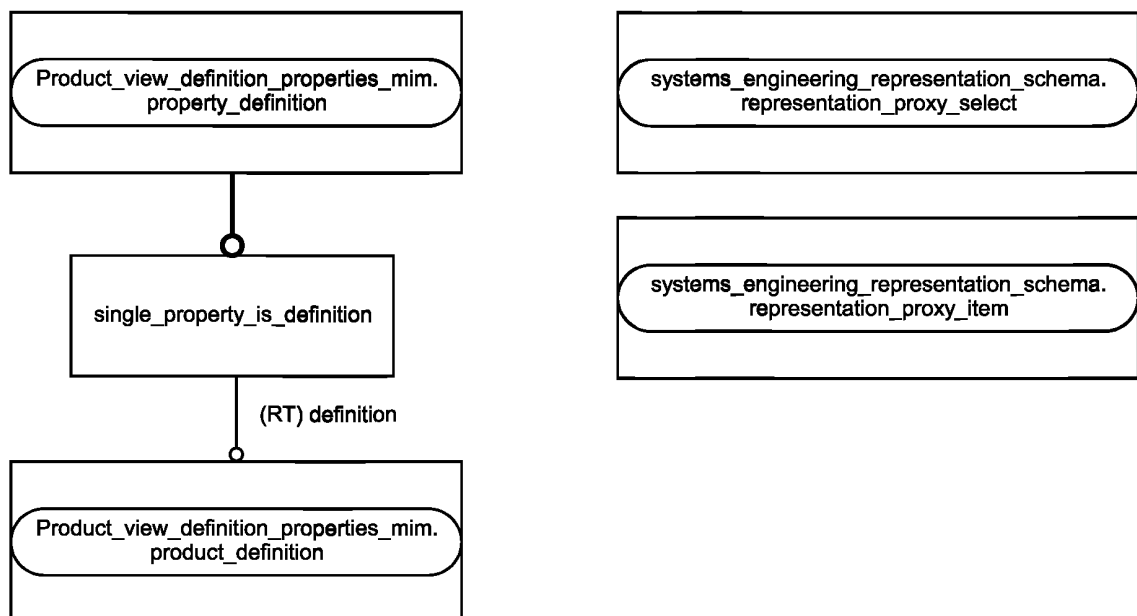 Product_view_definition_properties_mim.
property_definition
systems_engineering_representation_schema.
representation_proxy_select
single_property_is_definition
systems_engineering_representation_schema.
representation_proxy_item
(RT) definition
Product_view_definition_properties_mim.
product_definition